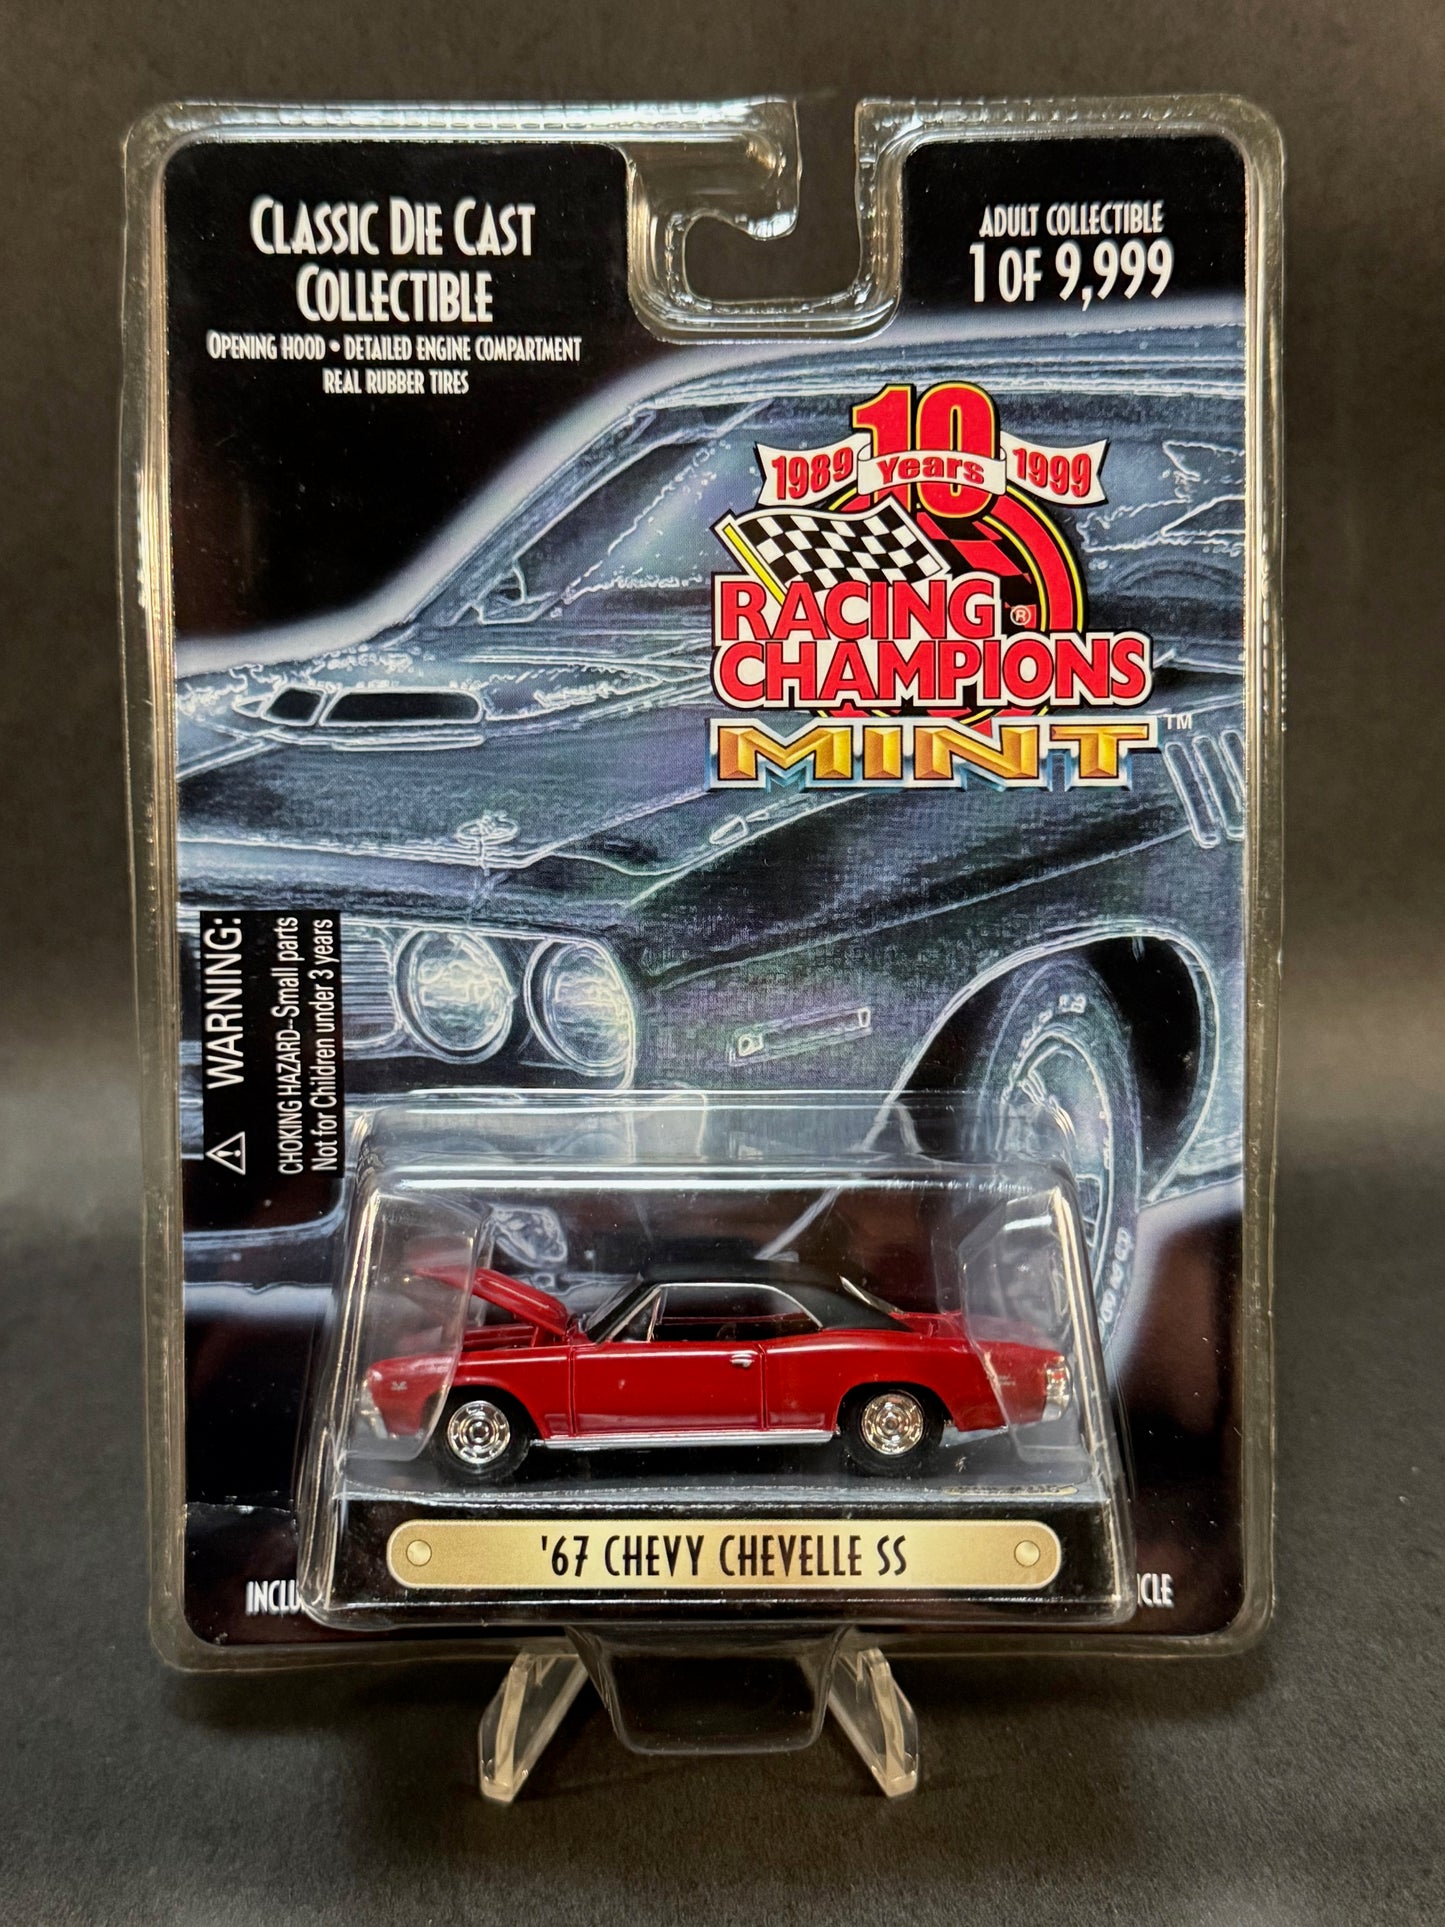 CLASSIC DIE CAST
COLLECTIBLE
OPENING HOOD • DETAILED ENGINE COMPARTMENT
REAL RUBBER TIRES
ADULT COLLECTIBLE
1 OF 9,999
10
1989 Years 1999
RACING ®
CHAMPIONS
MINT™
WARNING:
CHOKING HAZARD--Small parts
Not for Children under 3 years
'67 CHEVY CHEVELLE SS